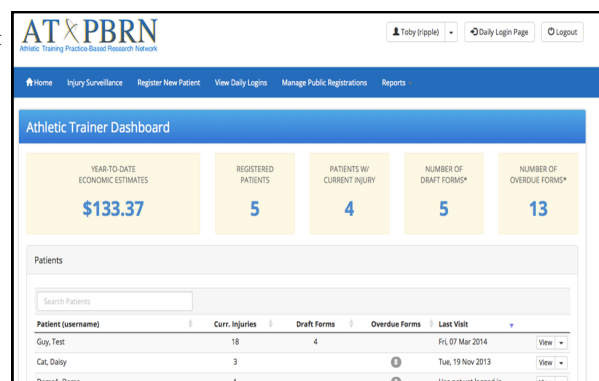 AT PBRN
Athletic Training Practice-Based Research Network
Toby (ripple)
Daily Login Page
Logout
Home Injury Surveillance Register New Patient View Daily Logins Manage Public Registrations Reports
Athletic Trainer Dashboard
YEAR-TO-DATE
ECONOMIC ESTIMATES
$133.37
REGISTERED
PATIENTS
5
PATIENTS W/
CURRENT INJURY
4
NUMBER OF
DRAFT FORMS*
5
NUMBER OF
OVERDUE FORMS*
13
Patients
Search Patients
Patient (username) Curr. Injuries Draft Forms Overdue Forms Last Visit
Guy, Test 18 4 Fri, 07 Mar 2014 View
Cat, Daisy 3 Tue, 19 Nov 2013 View